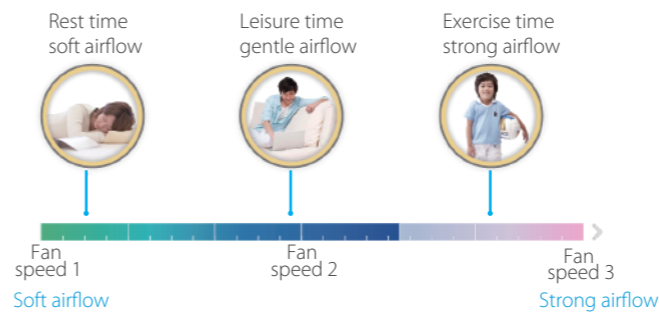 Rest time
soft airflow
Leisure time
gentle airflow
Exercise time
strong airflow
Fan
speed 1
Fan
speed 2
Fan
speed 3
Soft airflow
Strong airflow